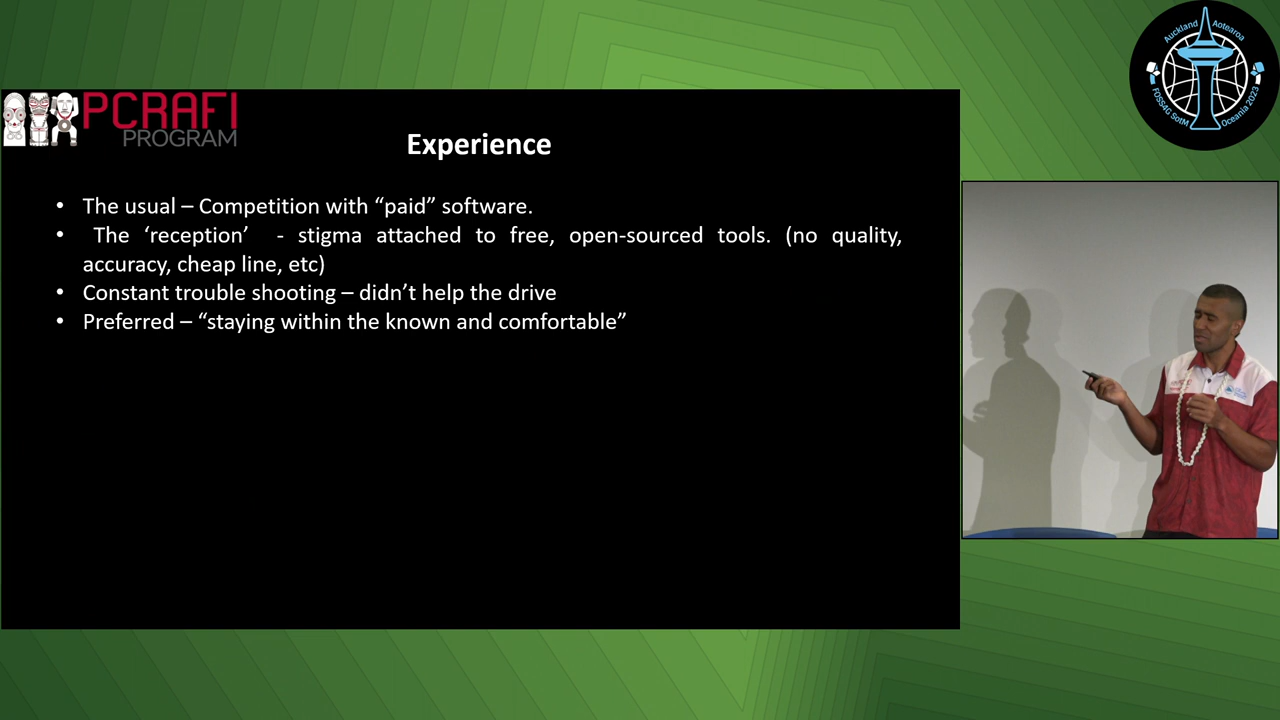 PCRAFI
PROGRAM
Experience
• The usual – Competition with “paid” software.
• The ‘reception’ - stigma attached to free, open-sourced tools. (no quality,
accuracy, cheap line, etc)
• Constant trouble shooting – didn’t help the drive
• Preferred – “staying within the known and comfortable”
Auckland Aotearoa
FOSS4G SotM Oceania 2023